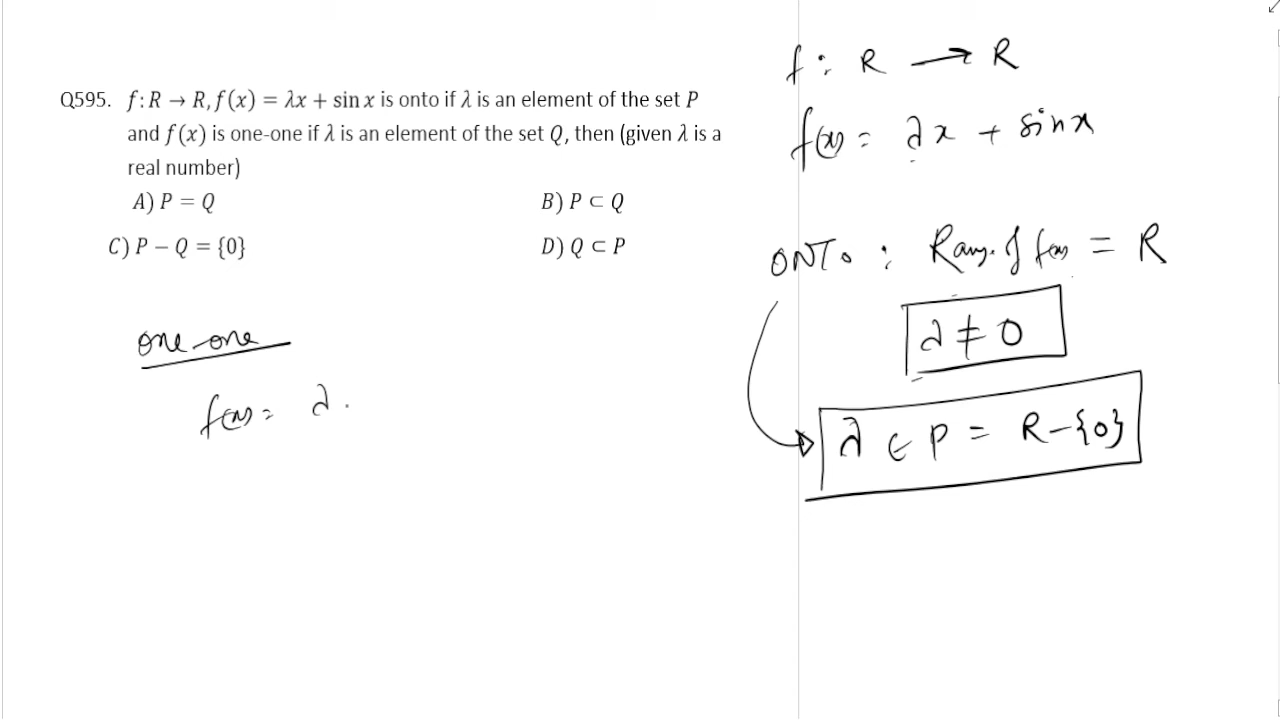 Q595. f: R → R, f(x) = λx + sin x is onto if λ is an element of the set P
and f(x) is one-one if λ is an element of the set Q, then (given λ is a
real number)
A) P = Q
B) P ⊂ Q
C) P − Q = {0}
D) Q ⊂ P
one-one
f(x) = λ.
f : R → R
f(x) = λx + sinx
ONTO : Rang. of f(x) = R
λ ≠ 0
λ ∈ P = R-{0}